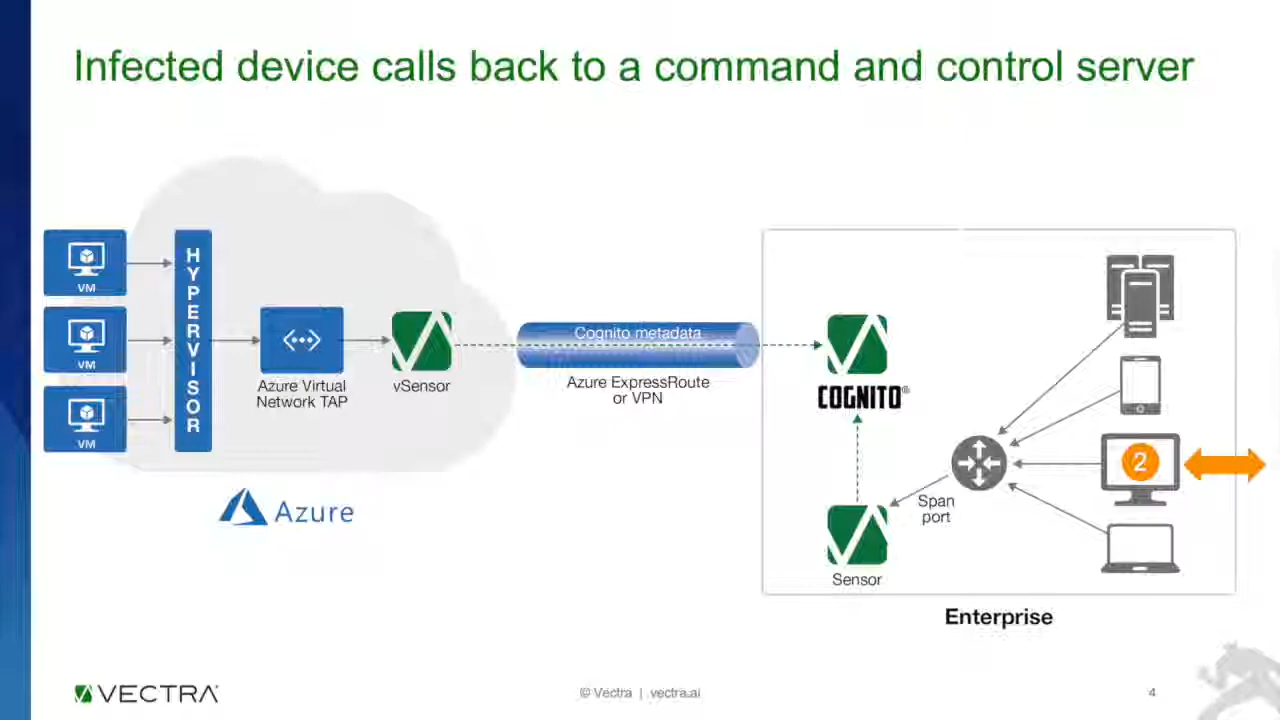 Infected device calls back to a command and control server
VM
VM
VM
HYPERVISOR
Azure Virtual
Network TAP
vSensor
Cognito metadata
Azure ExpressRoute
or VPN
COGNITO®
2
Span
port
Sensor
Enterprise
Azure
VECTRA
© Vectra | vectra.ai
4